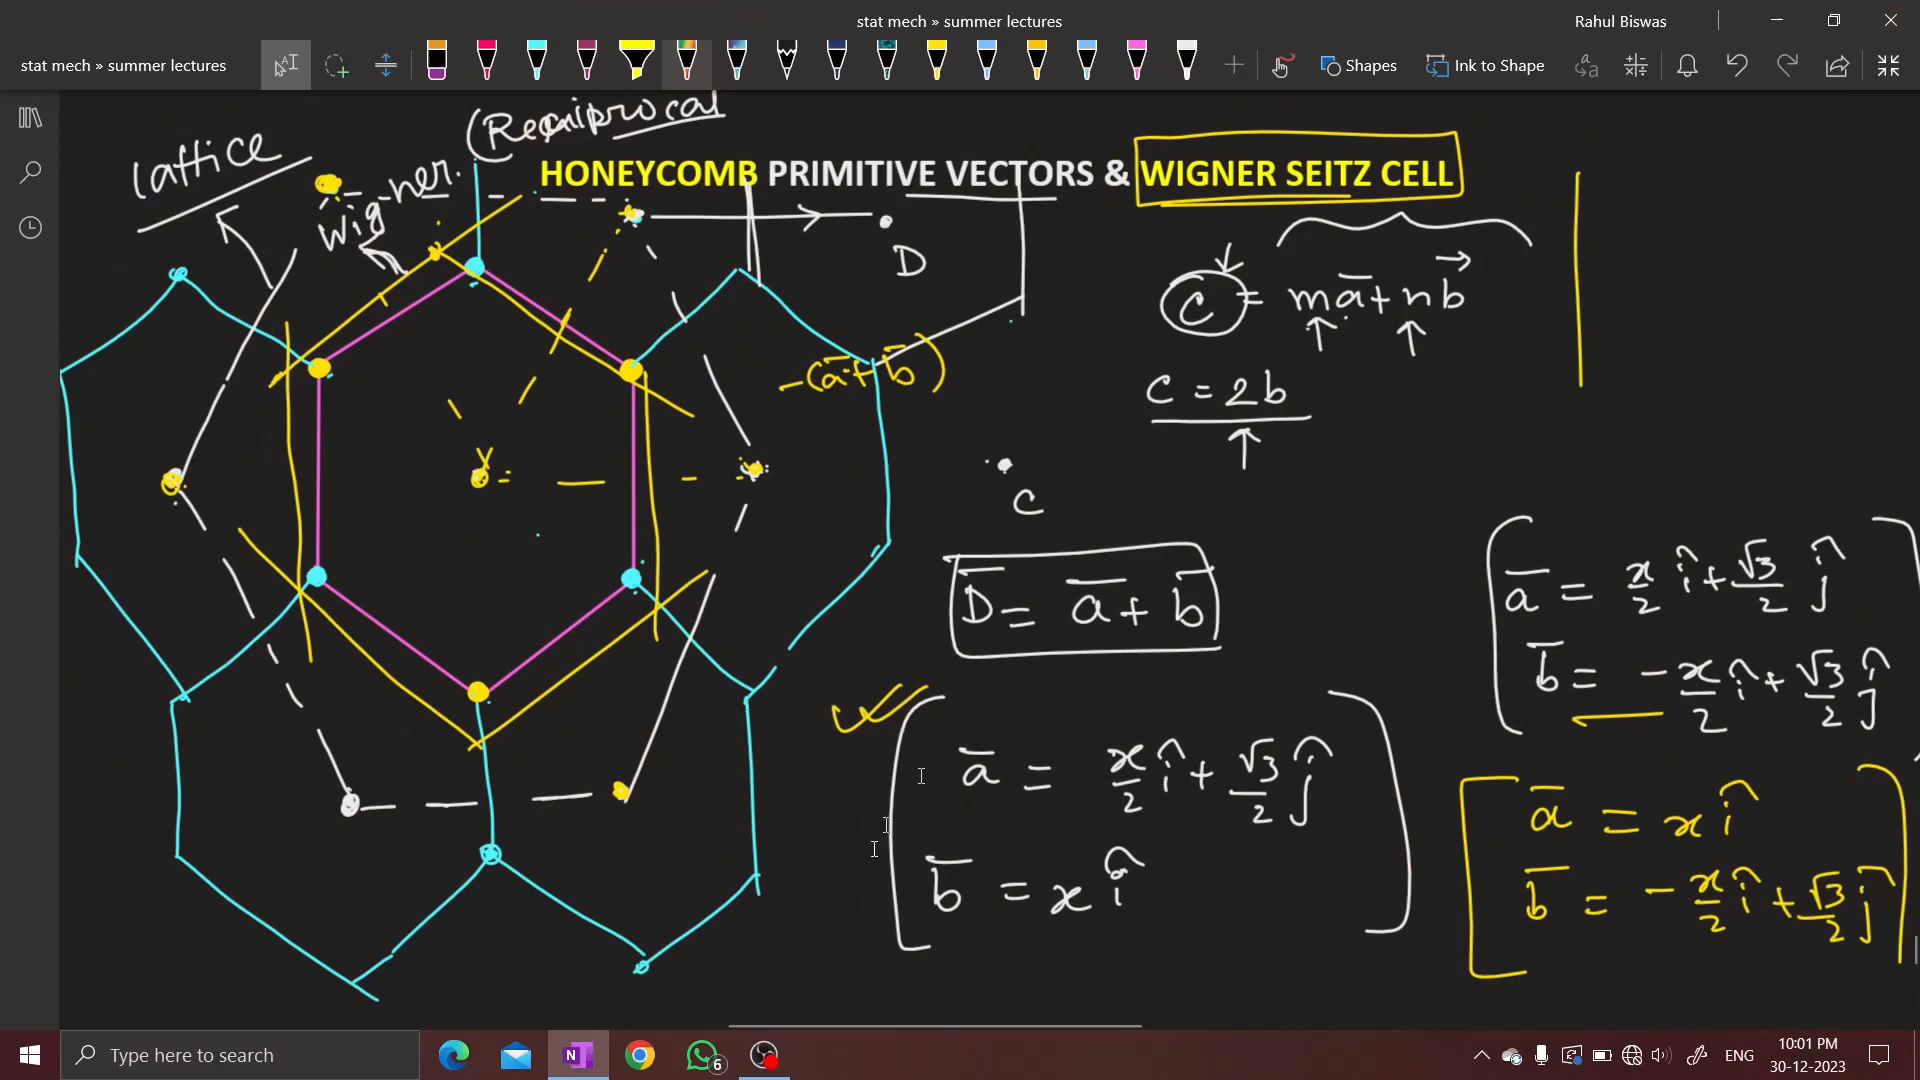 stat mech » summer lectures
Rahul Biswas
stat mech » summer lectures
Shapes
Ink to Shape
(Reciprocal
lattice
Wigner.
HONEYCOMB PRIMITIVE VECTORS & WIGNER SEITZ CELL
D
C = ma̅ + nb⃗
-(a̅+b̅)
C = 2b
C
D̅ = a̅ + b̅
a̅ = x/2 î + √3/2 ĵ
b̅ = -x/2 î + √3/2 ĵ
a̅ = x/2 î + √3/2 ĵ
b̅ = x î
a̅ = x î
b̅ = -x/2 î + √3/2 ĵ
Type here to search
6
ENG
10:01 PM
30-12-2023